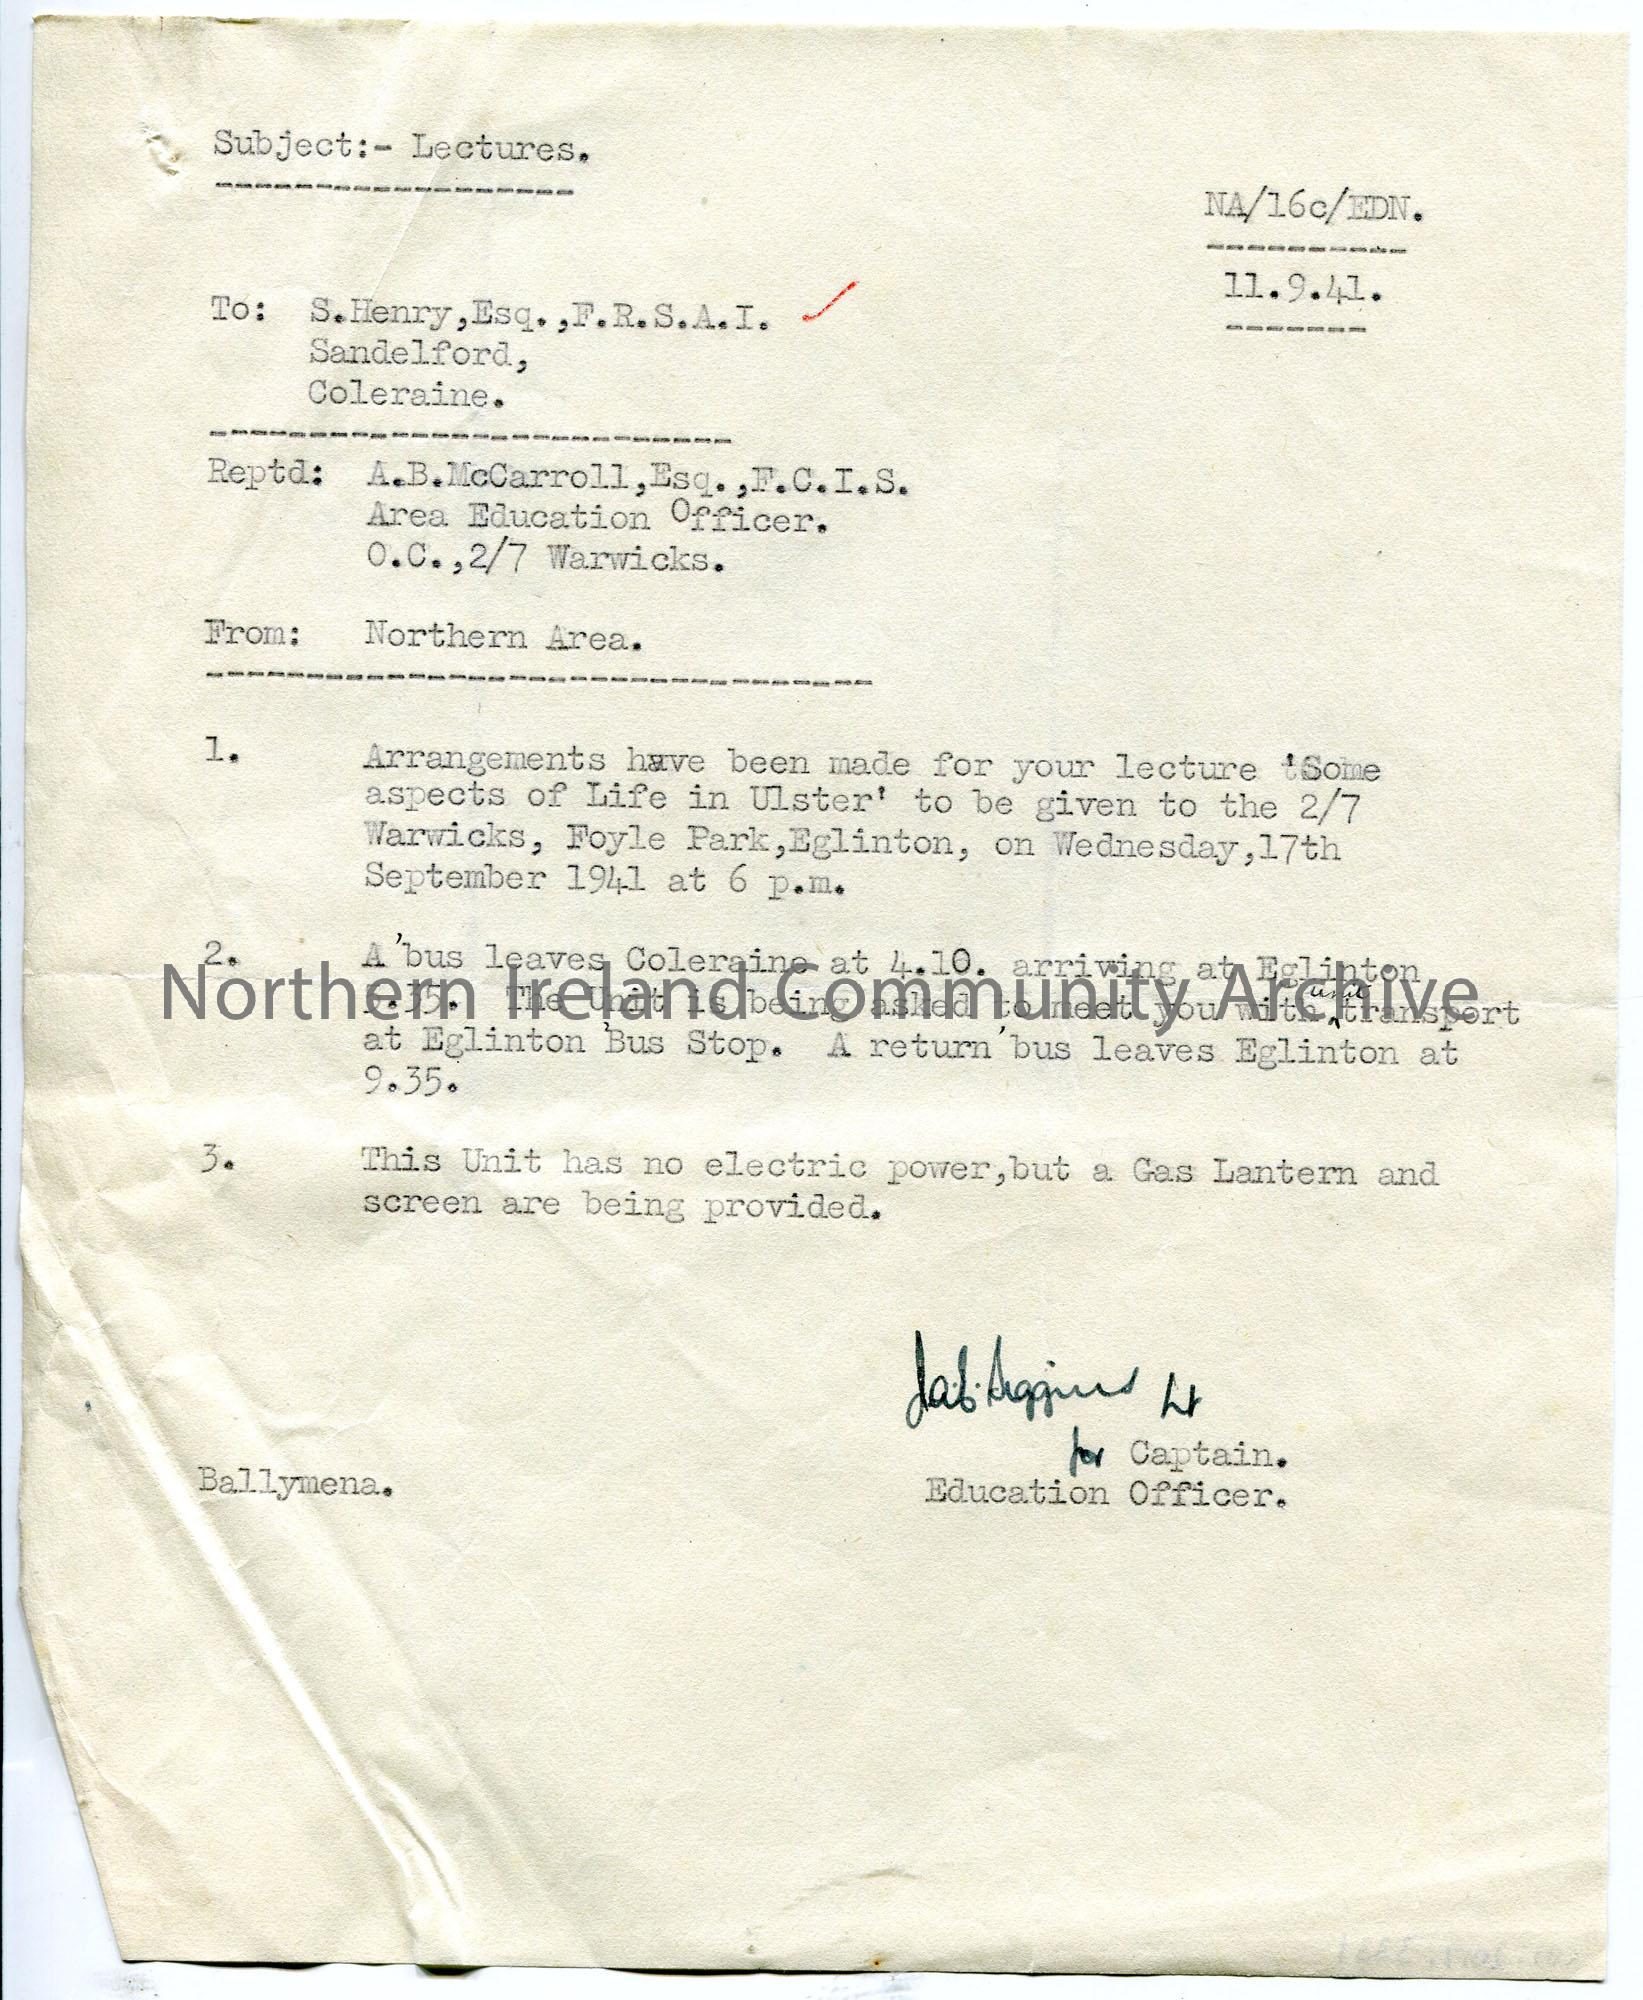 Subject:- Lectures.
NA/16c/EDN.
11.9.41.
To: S.Henry,Esq.,F.R.S.A.I.
Sandelford,
Coleraine.
Reptd: A.B.McCarroll,Esq.,F.C.I.S.
Area Education Officer.
O.C.,2/7 Warwicks.
From: Northern Area.
1. Arrangements have been made for your lecture 'Some
aspects of Life in Ulster' to be given to the 2/7
Warwicks, Foyle Park,Eglinton, on Wednesday,17th
September 1941 at 6 p.m.
2. A 'bus leaves Coleraine at 4.10. arriving at Eglinton
5.35. The Unit is being asked to meet you with unit transport
at Eglinton 'Bus Stop. A return 'bus leaves Eglinton at
9.35.
Northern Ireland Community Archive
3. This Unit has no electric power,but a Gas Lantern and
screen are being provided.
Lt
for Captain.
Ballymena.
Education Officer.